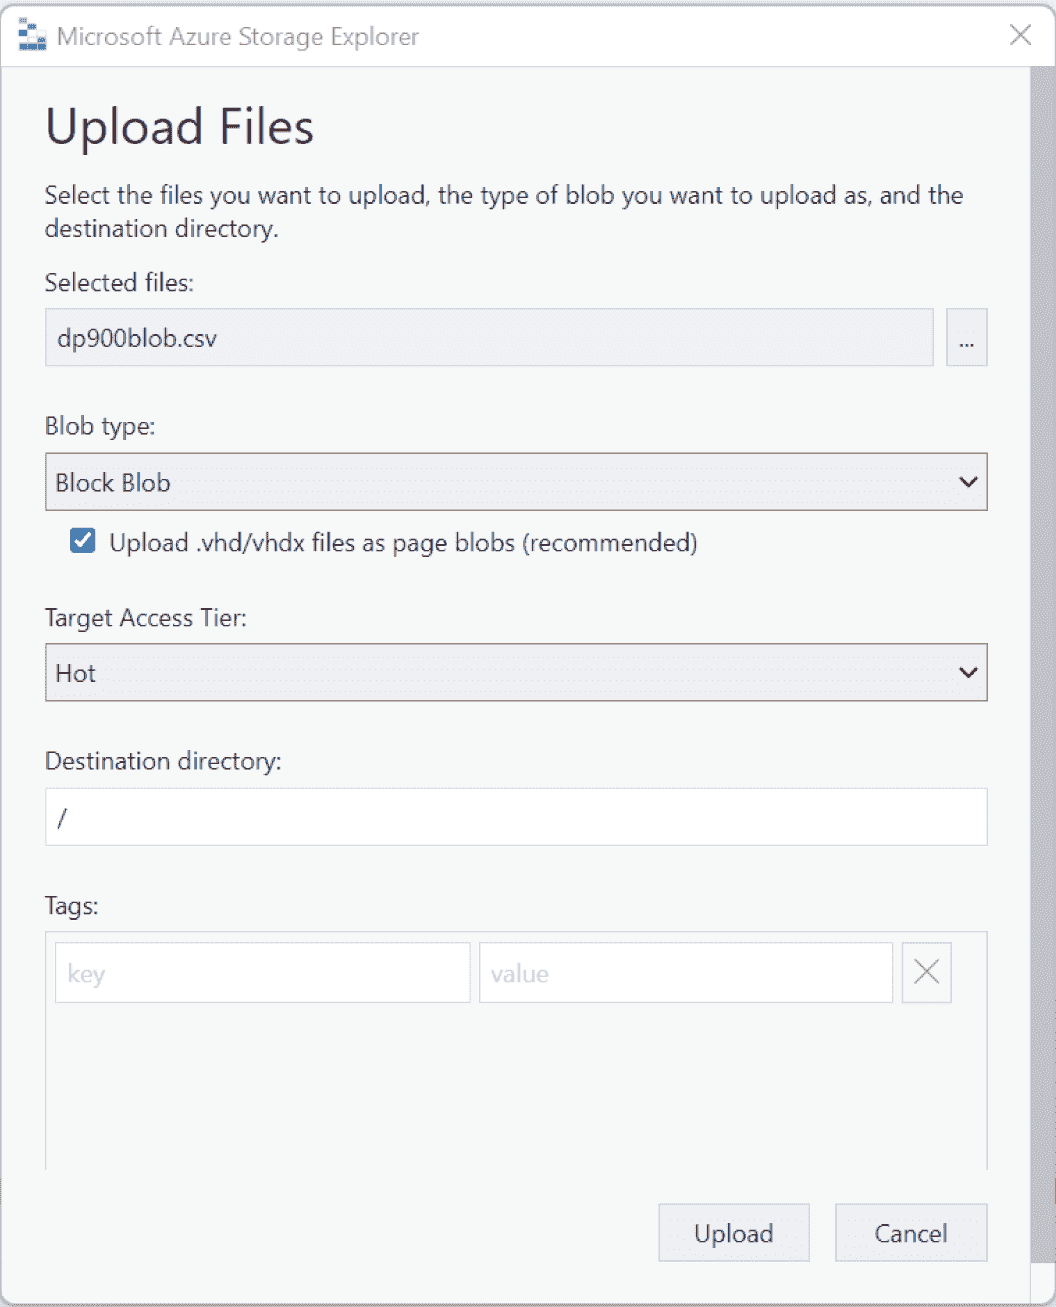 Microsoft Azure Storage Explorer
Upload Files
Select the files you want to upload, the type of blob you want to upload as, and the
destination directory.
Selected files:
dp900blob.csv
...
Blob type:
Block Blob
Upload .vhd/vhdx files as page blobs (recommended)
Target Access Tier:
Hot
Destination directory:
/
Tags:
key value
Upload Cancel